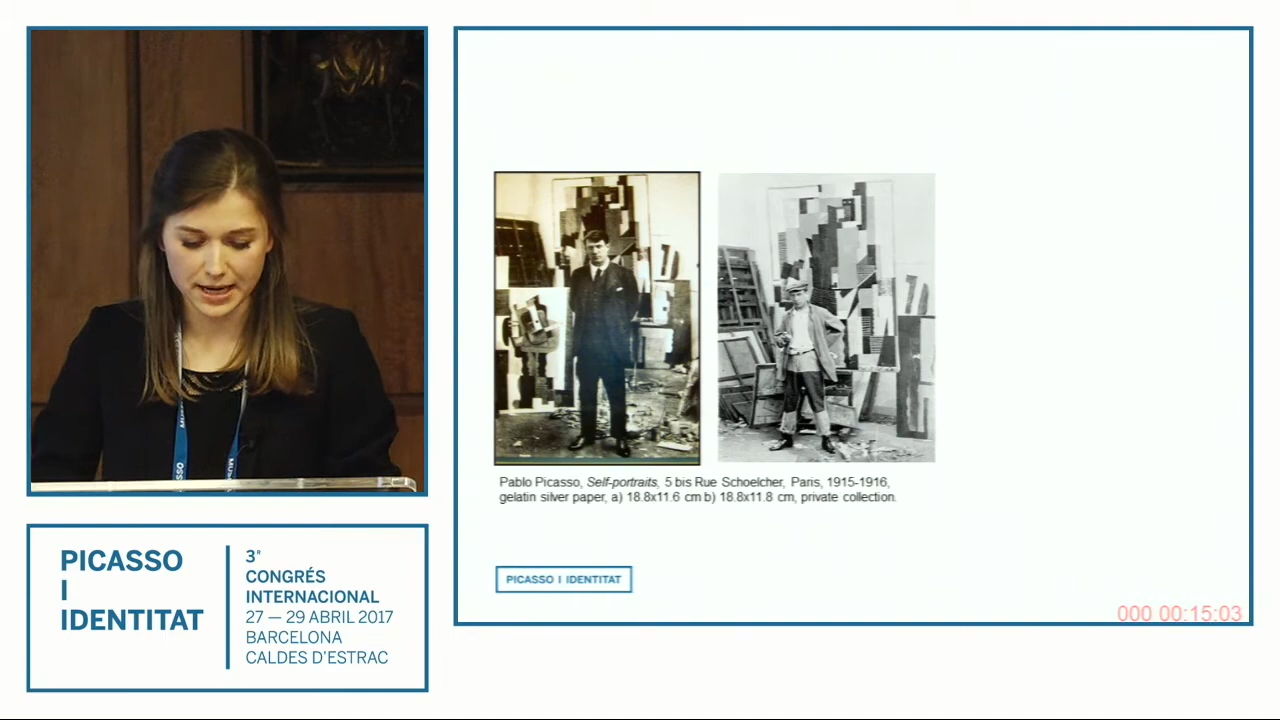 PICASSO
I
IDENTITAT
3ᵉ
CONGRÉS
INTERNACIONAL
27 — 29 ABRIL 2017
BARCELONA
CALDES D'ESTRAC
Pablo Picasso, Self-portraits, 5 bis Rue Schoelcher, Paris, 1915-1916,
gelatin silver paper, a) 18.8x11.6 cm b) 18.8x11.8 cm, private collection.
PICASSO I IDENTITAT
000 00:15:03